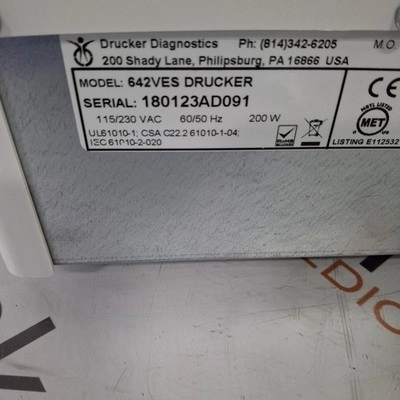 Drucker Diagnostics Ph: (814)342-6205 M.O.
200 Shady Lane, Philipsburg, PA 16866 USA
MODEL: 642VES DRUCKER
SERIAL: 180123AD091
115/230 VAC 60/50 Hz 200 W
UL61010-1; CSA C22.2 61010-1-04;
IEC 61010-2-020
RoHS
CE
MET
LISTING E112532
EDIC